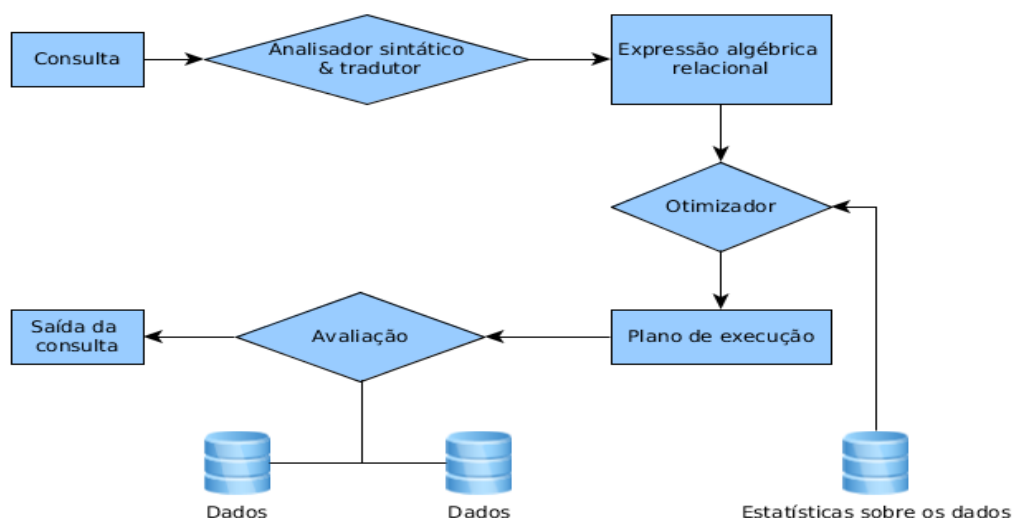 Consulta
Analisador sintático
& tradutor
Expressão algébrica
relacional
Otimizador
Plano de execução
Avaliação
Saída da
consulta
Dados
Dados
Estatísticas sobre os dados